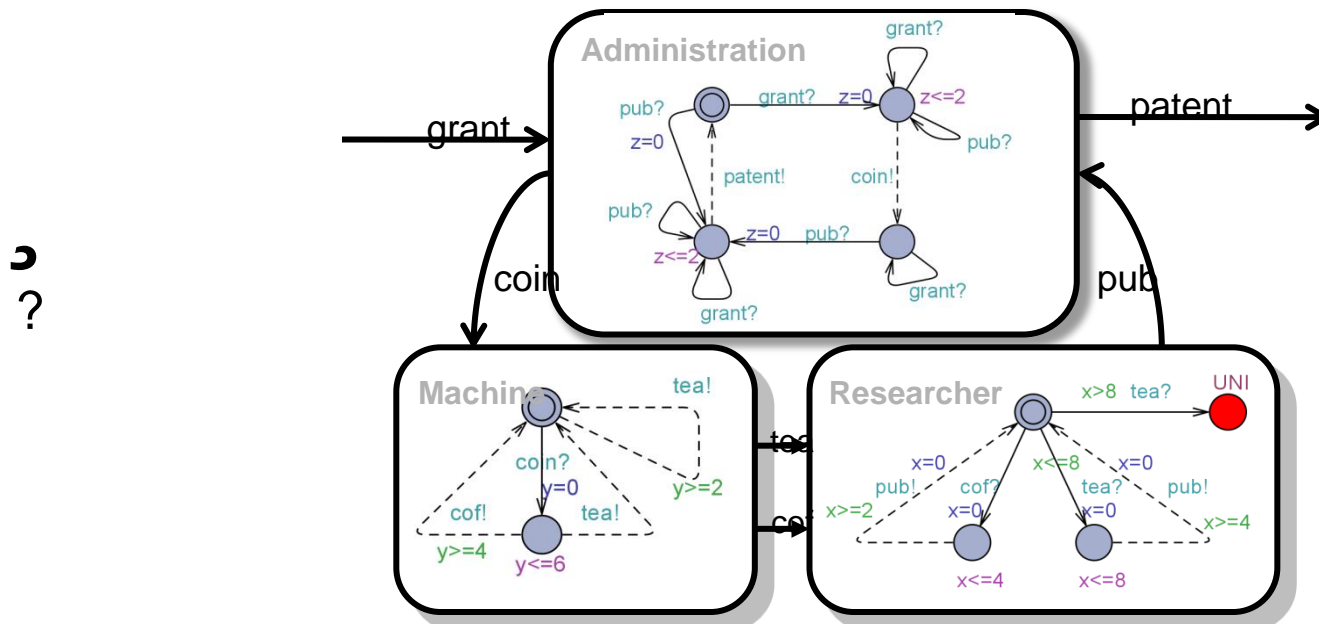 Administration
grant?
pub?
grant?
z=0
z<=2
z=0
pub?
patent!
coin!
pub?
z=0
pub?
z<=2
grant?
grant?
grant
patent
coin
pub
?
Machine
tea!
coin?
y=0
y>=2
cof!
tea!
y>=4
y<=6
tea
cof
Researcher
UNI
x>8
tea?
x=0
x<=8
x=0
pub!
cof?
tea?
pub!
x>=2
x=0
x=0
x>=4
x<=4
x<=8